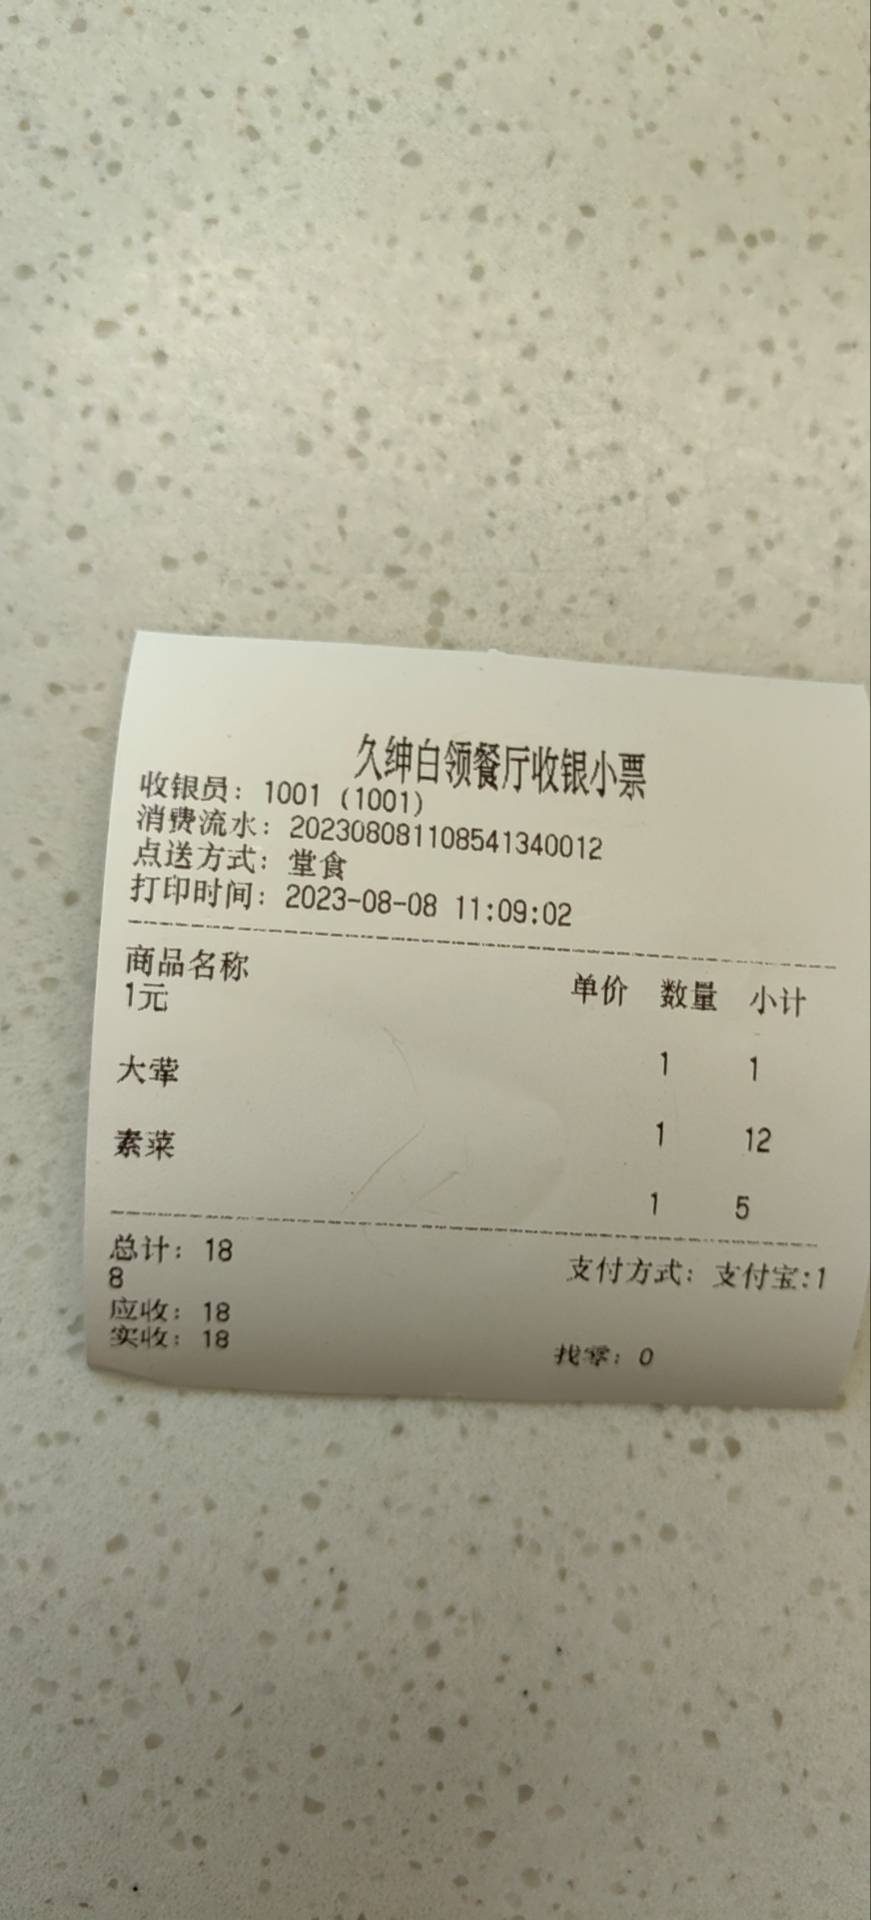 久绅白领餐厅收银小票
收银员：1001 (1001)
消费流水：2023080811085413​40012
点送方式：堂食
打印时间：2023-08-08 11:09:02
商品名称 单价 数量 小计
1元
1 1
大荤
1 12
素菜
1 5
总计：18 支付方式：支付宝:1
8
应收：18
实收：18 找零：0